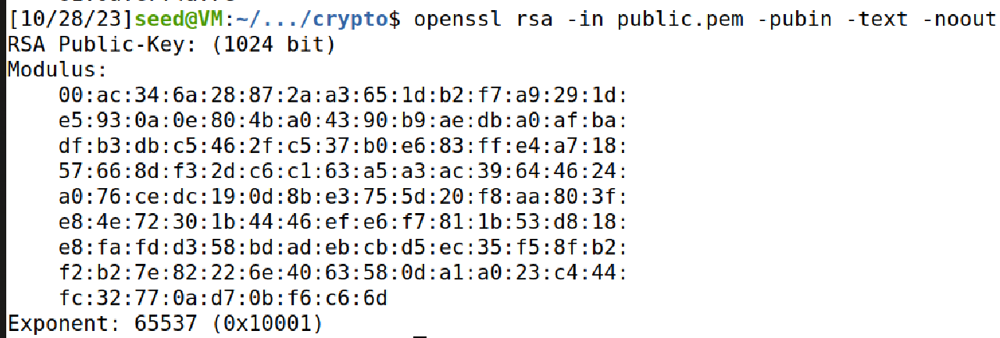 [10/28/23]seed@VM:~/.../crypto$ openssl rsa -in public.pem -pubin -text -noout
RSA Public-Key: (1024 bit)
Modulus:
    00:ac:34:6a:28:87:2a:a3:65:1d:b2:f7:a9:29:1d:
    e5:93:0a:0e:80:4b:a0:43:90:b9:ae:db:a0:af:ba:
    df:b3:db:c5:46:2f:c5:37:b0:e6:83:ff:e4:a7:18:
    57:66:8d:f3:2d:c6:c1:63:a5:a3:ac:39:64:46:24:
    a0:76:ce:dc:19:0d:8b:e3:75:5d:20:f8:aa:80:3f:
    e8:4e:72:30:1b:44:46:ef:e6:f7:81:1b:53:d8:18:
    e8:fa:fd:d3:58:bd:ad:eb:cb:d5:ec:35:f5:8f:b2:
    f2:b2:7e:82:22:6e:40:63:58:0d:a1:a0:23:c4:44:
    fc:32:77:0a:d7:0b:f6:c6:6d
Exponent: 65537 (0x10001)